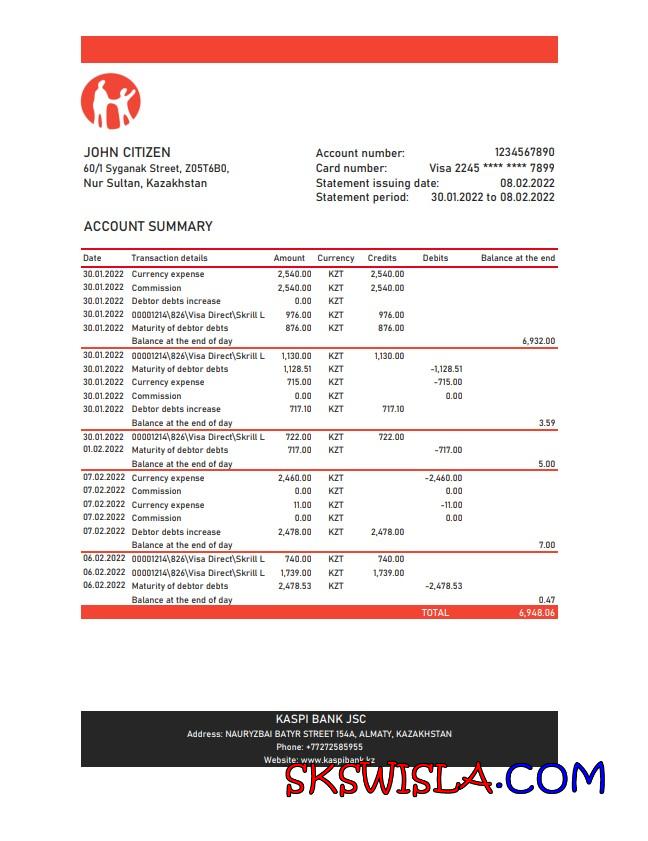 JOHN CITIZEN
60/1 Syganak Street, Z05T6B0,
Nur Sultan, Kazakhstan
Account number: 1234567890
Card number: Visa 2245 **** **** 7899
Statement issuing date: 08.02.2022
Statement period: 30.01.2022 to 08.02.2022
ACCOUNT SUMMARY
Date Transaction details Amount Currency Credits Debits Balance at the end
30.01.2022 Currency expense 2,540.00 KZT 2,540.00
30.01.2022 Commission 2,540.00 KZT 2,540.00
30.01.2022 Debtor debts increase 0.00 KZT
30.01.2022 00001214\826\Visa Direct\Skrill L 976.00 KZT 976.00
30.01.2022 Maturity of debtor debts 876.00 KZT 876.00
Balance at the end of day 6,932.00
30.01.2022 00001214\826\Visa Direct\Skrill L 1,130.00 KZT 1,130.00
30.01.2022 Maturity of debtor debts 1,128.51 KZT -1,128.51
30.01.2022 Currency expense 715.00 KZT -715.00
30.01.2022 Commission 0.00 KZT 0.00
30.01.2022 Debtor debts increase 717.10 KZT 717.10
Balance at the end of day 3.59
30.01.2022 00001214\826\Visa Direct\Skrill L 722.00 KZT 722.00
01.02.2022 Maturity of debtor debts 717.00 KZT -717.00
Balance at the end of day 5.00
07.02.2022 Currency expense 2,460.00 KZT -2,460.00
07.02.2022 Commission 0.00 KZT 0.00
07.02.2022 Currency expense 11.00 KZT -11.00
07.02.2022 Commission 0.00 KZT 0.00
07.02.2022 Debtor debts increase 2,478.00 KZT 2,478.00
Balance at the end of day 7.00
06.02.2022 00001214\826\Visa Direct\Skrill L 740.00 KZT 740.00
06.02.2022 00001214\826\Visa Direct\Skrill L 1,739.00 KZT 1,739.00
06.02.2022 Maturity of debtor debts 2,478.53 KZT -2,478.53
Balance at the end of day 0.47
TOTAL 6,948.06
KASPI BANK JSC
Address: NAURYZBAI BATYR STREET 154A, ALMATY, KAZAKHSTAN
Phone: +77272585955
Website: www.kaspibank.kz
SKSWISLA.COM